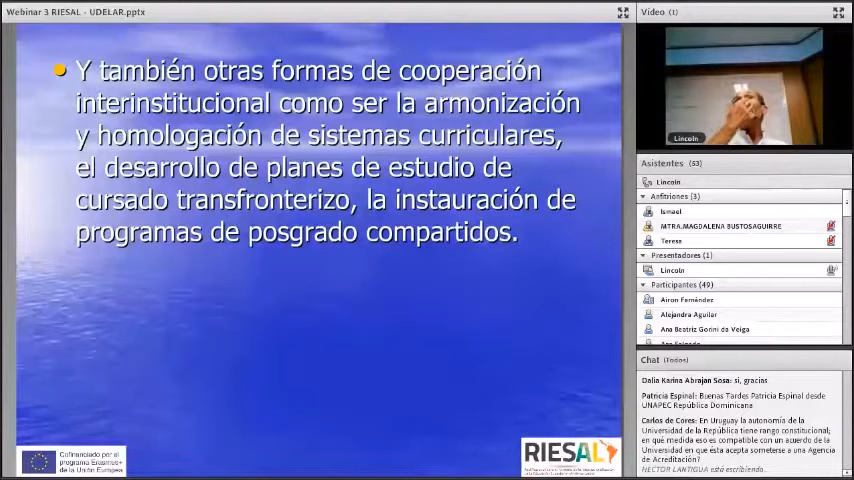 Webinar 3 RIESAL - UDELAR.pptx
Y también otras formas de cooperación
interinstitucional como ser la armonización
y homologación de sistemas curriculares,
el desarrollo de planes de estudio de
cursado transfronterizo, la instauración de
programas de posgrado compartidos.
Cofinanciado por el
programa Erasmus+
de la Unión Europea
RIESAL
Vídeo (1)
Lincoln
Asistentes (53)
Lincoln
Anfitriones (3)
Ismael
MTRA.MAGDALENA BUSTOSAGUIRRE
Teresa
Presentadores (1)
Lincoln
Participantes (49)
Airon Fernández
Alejandra Aguilar
Ana Beatriz Gorini da Veiga
Chat (Todos)
Dalia Karina Abrajan Sosa: si, gracias
Patricia Espinal: Buenas Tardes Patricia Espinal desde
UNAPEC República Dominicana
Carlos de Cores: En Uruguay la autonomía de la
Universidad de la República tiene rango constitucional;
en qué medida eso es compatible con un acuerdo de la
Universidad en que ésta acepta someterse a una Agencia
de Acreditación?
HECTOR LANTIGUA está escribiendo...